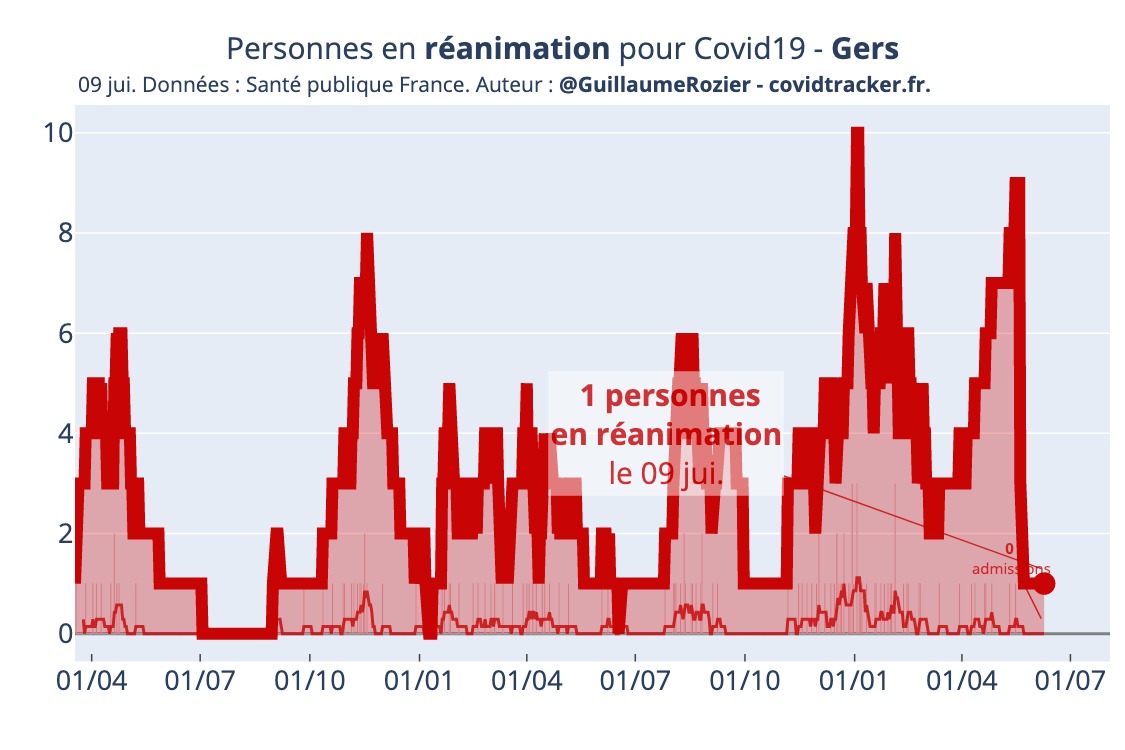 Personnes en réanimation pour Covid19 - Gers
09 jui. Données : Santé publique France. Auteur : @GuillaumeRozier - covidtracker.fr.
10
8
6
4
2
0
1 personnes
en réanimation
le 09 jui.
0
admissions
01/04 01/07 01/10 01/01 01/04 01/07 01/10 01/01 01/04 01/07